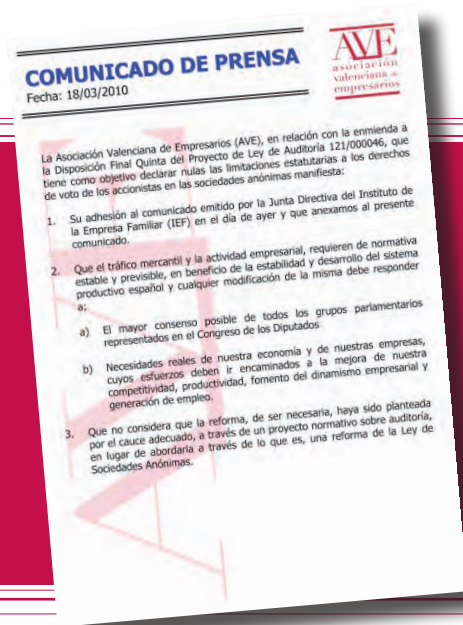 AVE
asociación
valenciana de
empresarios
COMUNICADO DE PRENSA
Fecha: 18/03/2010
La Asociación Valenciana de Empresarios (AVE), en relación con la enmienda a
la Disposición Final Quinta del Proyecto de Ley de Auditoría 121/000046, que
tiene como objetivo declarar nulas las limitaciones estatutarias a los derechos
de voto de los accionistas en las sociedades anónimas manifiesta:
1. Su adhesión al comunicado emitido por la Junta Directiva del Instituto de
la Empresa Familiar (IEF) en el día de ayer y que anexamos al presente
comunicado.
2. Que el tráfico mercantil y la actividad empresarial, requieren de normativa
estable y previsible, en beneficio de la estabilidad y desarrollo del sistema
productivo español y cualquier modificación de la misma debe responder
a:
a) El mayor consenso posible de todos los grupos parlamentarios
representados en el Congreso de los Diputados
b) Necesidades reales de nuestra economía y de nuestras empresas,
cuyos esfuerzos deben ir encaminados a la mejora de nuestra
competitividad, productividad, fomento del dinamismo empresarial y
generación de empleo.
3. Que no considera que la reforma, de ser necesaria, haya sido planteada
por el cauce adecuado, a través de un proyecto normativo sobre auditoría,
en lugar de abordarla a través de lo que es, una reforma de la Ley de
Sociedades Anónimas.
AVE